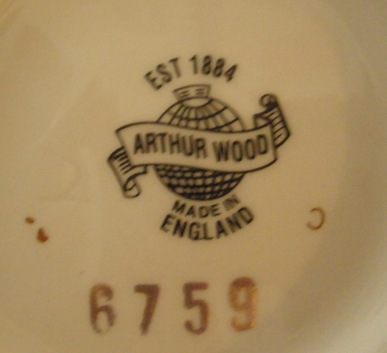 EST 1884
ARTHUR WOOD
MADE IN
ENGLAND
6759